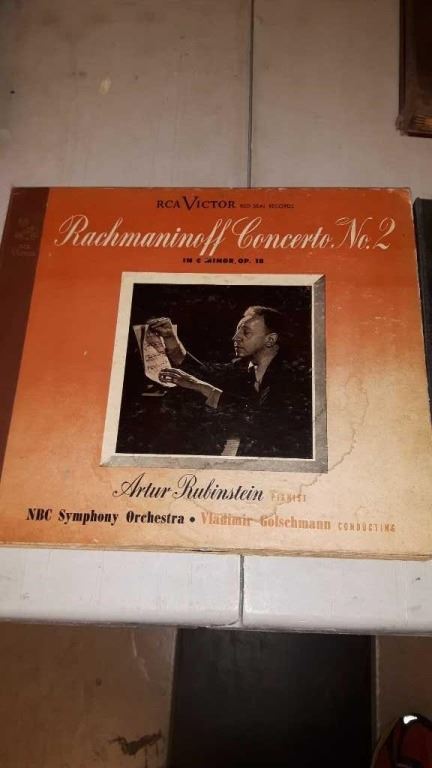 RCA VICTOR RED SEAL RECORDS
Rachmaninoff Concerto No. 2
IN C MINOR, OP. 18
Artur Rubinstein PIANIST
NBC Symphony Orchestra • Vladimir Golschmann CONDUCTING